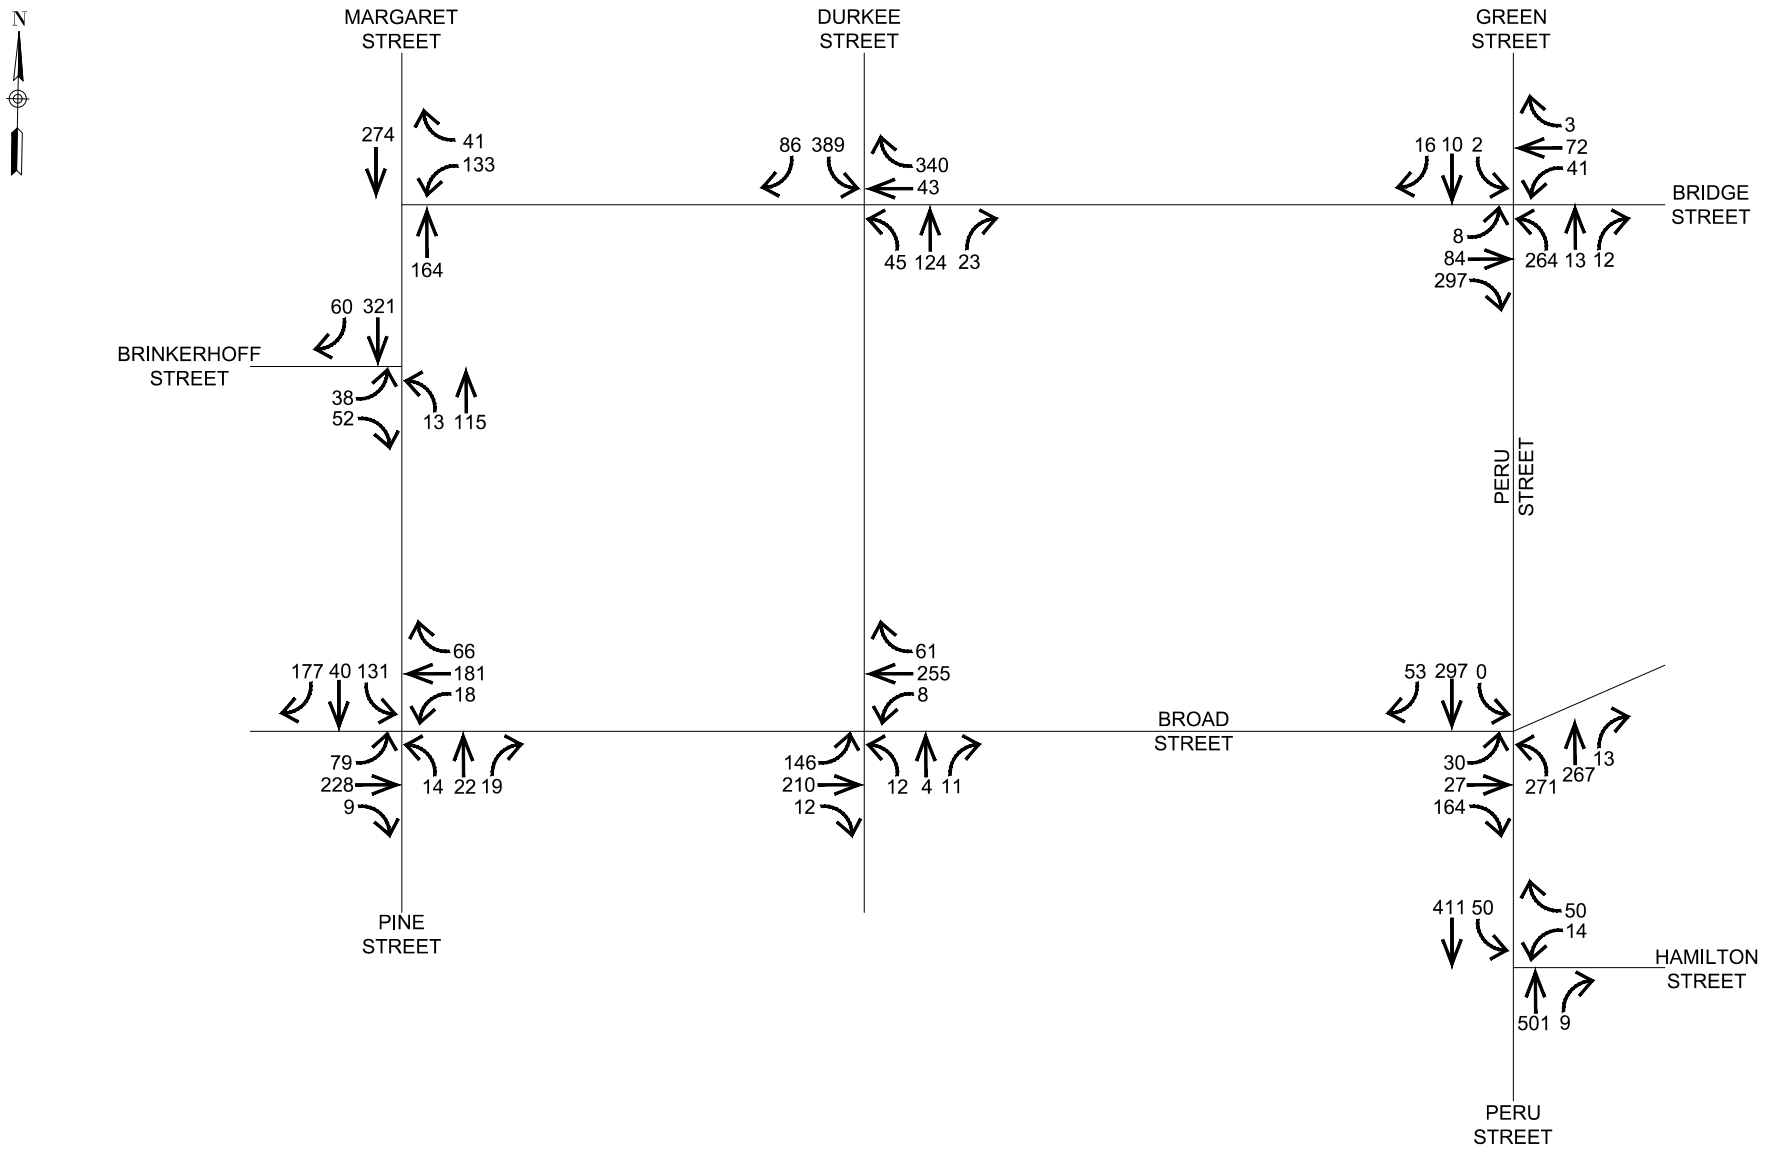 N
MARGARET
STREET
DURKEE
STREET
GREEN
STREET
274
41
133
164
86 389
340
43
45 124 23
16 10 2
3
72
41
BRIDGE
STREET
8
84
297
264 13 12
60 321
BRINKERHOFF
STREET
38
52
13 115
PERU
STREET
177 40 131
66
181
18
79
228
9
14 22 19
61
255
8
146
210
12
12 4 11
BROAD
STREET
53 297 0
30
27
164
271
267
13
PINE
STREET
411 50
50
14
HAMILTON
STREET
501 9
PERU
STREET